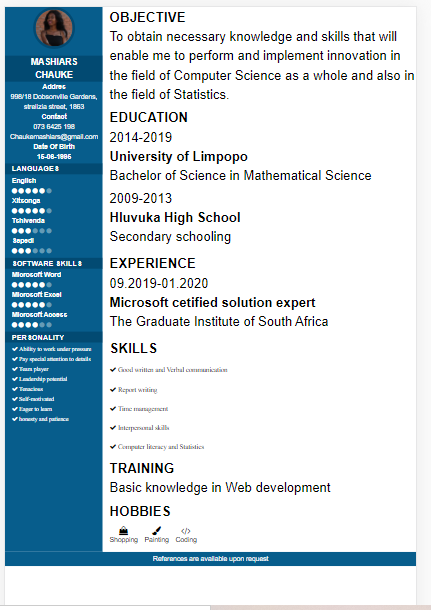 MASHIARS
CHAUKE
Addres
998/18 Dobsonville Gardens,
strelizia street, 1863
Contact
073 6425 198
Chaukemashiars@gmail.com
Date Of Birth
16-06-1996
LANGUAGES
English
Xitsonga
Tshivenda
Sepedi
SOFTWARE SKILLS
Microsoft Word
Microsoft Excel
Microsoft Access
PERSONALITY
Ability to work under pressure
Pay special attention to details
Team player
Leadership potential
Tenacious
Self-motivated
Eager to learn
honesty and patience
OBJECTIVE
To obtain necessary knowledge and skills that will
enable me to perform and implement innovation in
the field of Computer Science as a whole and also in
the field of Statistics.
EDUCATION
2014-2019
University of Limpopo
Bachelor of Science in Mathematical Science
2009-2013
Hluvuka High School
Secondary schooling
EXPERIENCE
09.2019-01.2020
Microsoft cetified solution expert
The Graduate Institute of South Africa
SKILLS
Good written and Verbal communication
Report writing
Time management
Interpersonal skills
Computer literacy and Statistics
TRAINING
Basic knowledge in Web development
HOBBIES
Shopping Painting Coding
References are available upon request